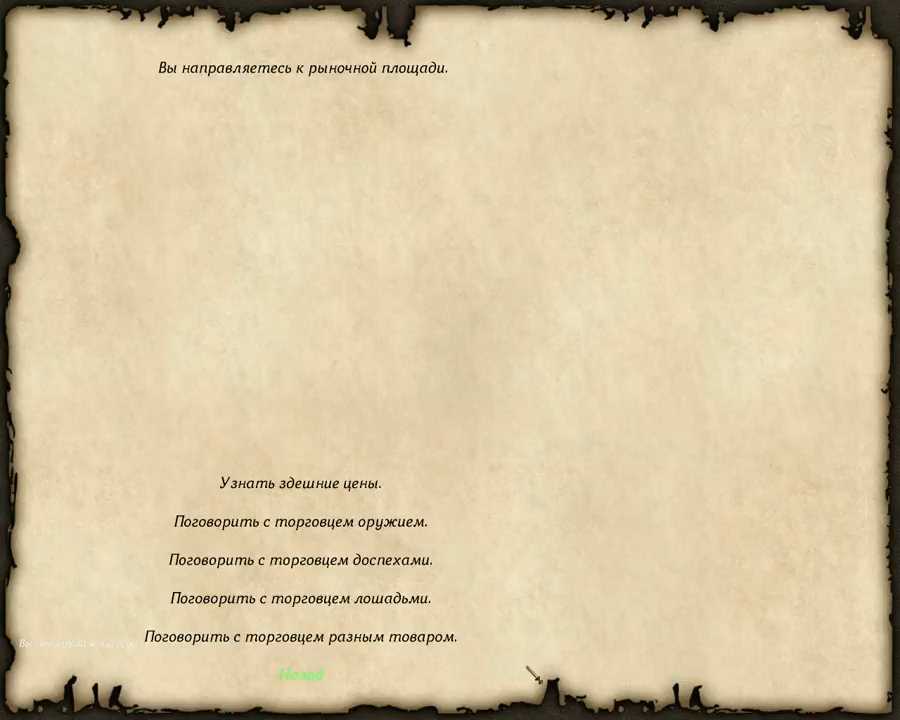 Вы направляетесь к рыночной площади.
Узнать здешние цены.
Поговорить с торговцем оружием.
Поговорить с торговцем доспехами.
Поговорить с торговцем лошадьми.
Поговорить с торговцем разным товаром.
Назад